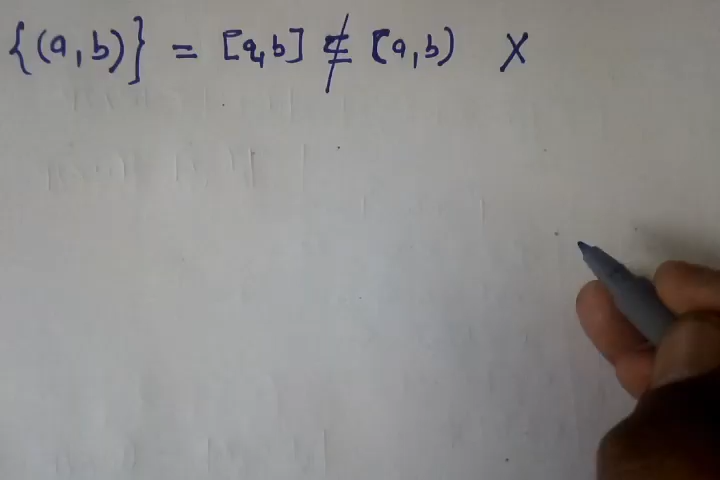 {(a,b)} = [a,b] ⊄ [a,b) X